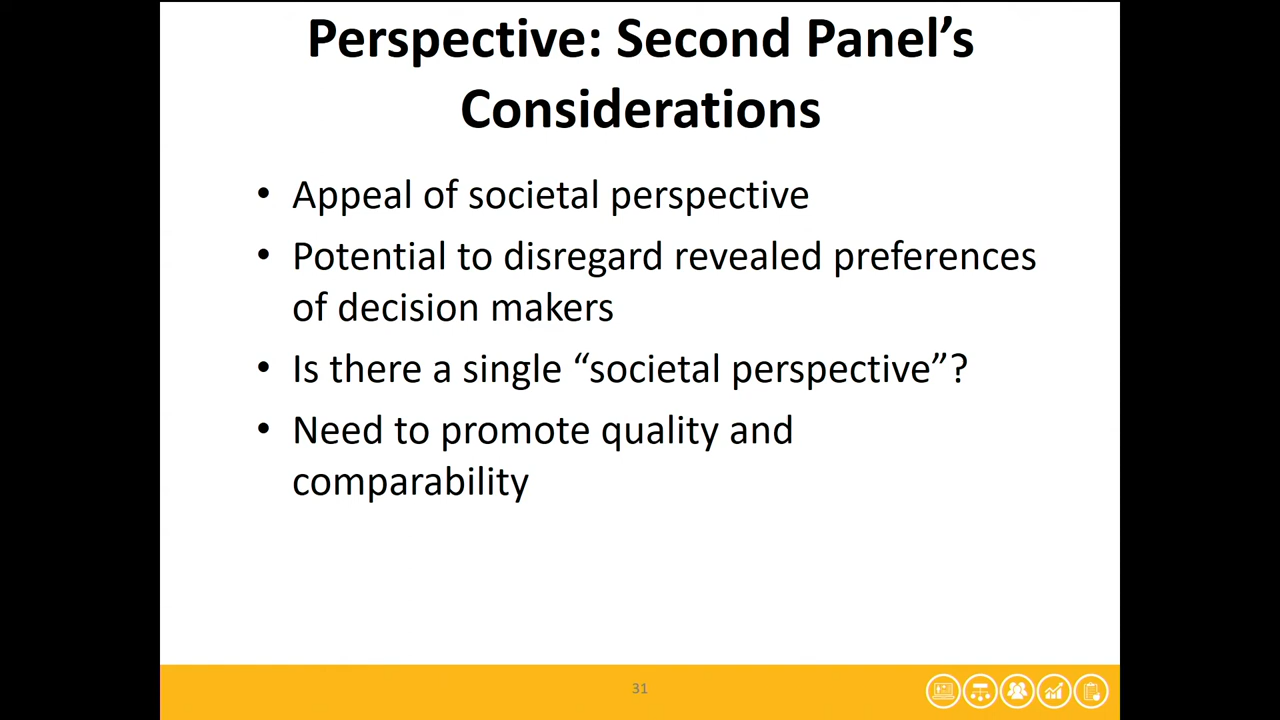 Perspective: Second Panel’s
Considerations
• Appeal of societal perspective
• Potential to disregard revealed preferences
of decision makers
• Is there a single “societal perspective”?
• Need to promote quality and
comparability
31